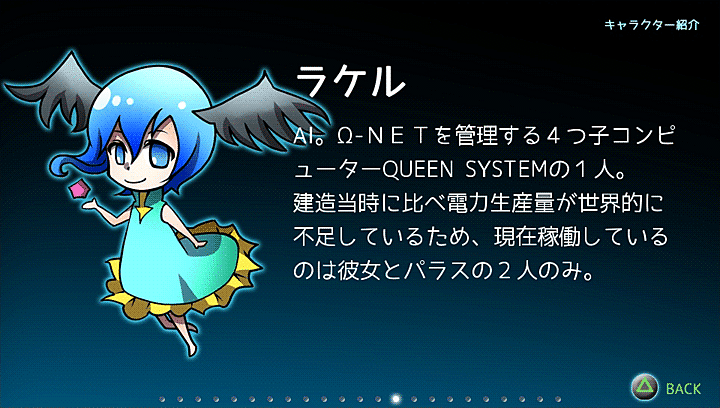 キャラクター紹介
ラケル
AI。Ω-ＮＥＴを管理する４つ子コンピ
ューターQUEEN SYSTEMの１人。
建造当時に比べ電力生産量が世界的に
不足しているため、現在稼働している
のは彼女とパラスの２人のみ。
BACK